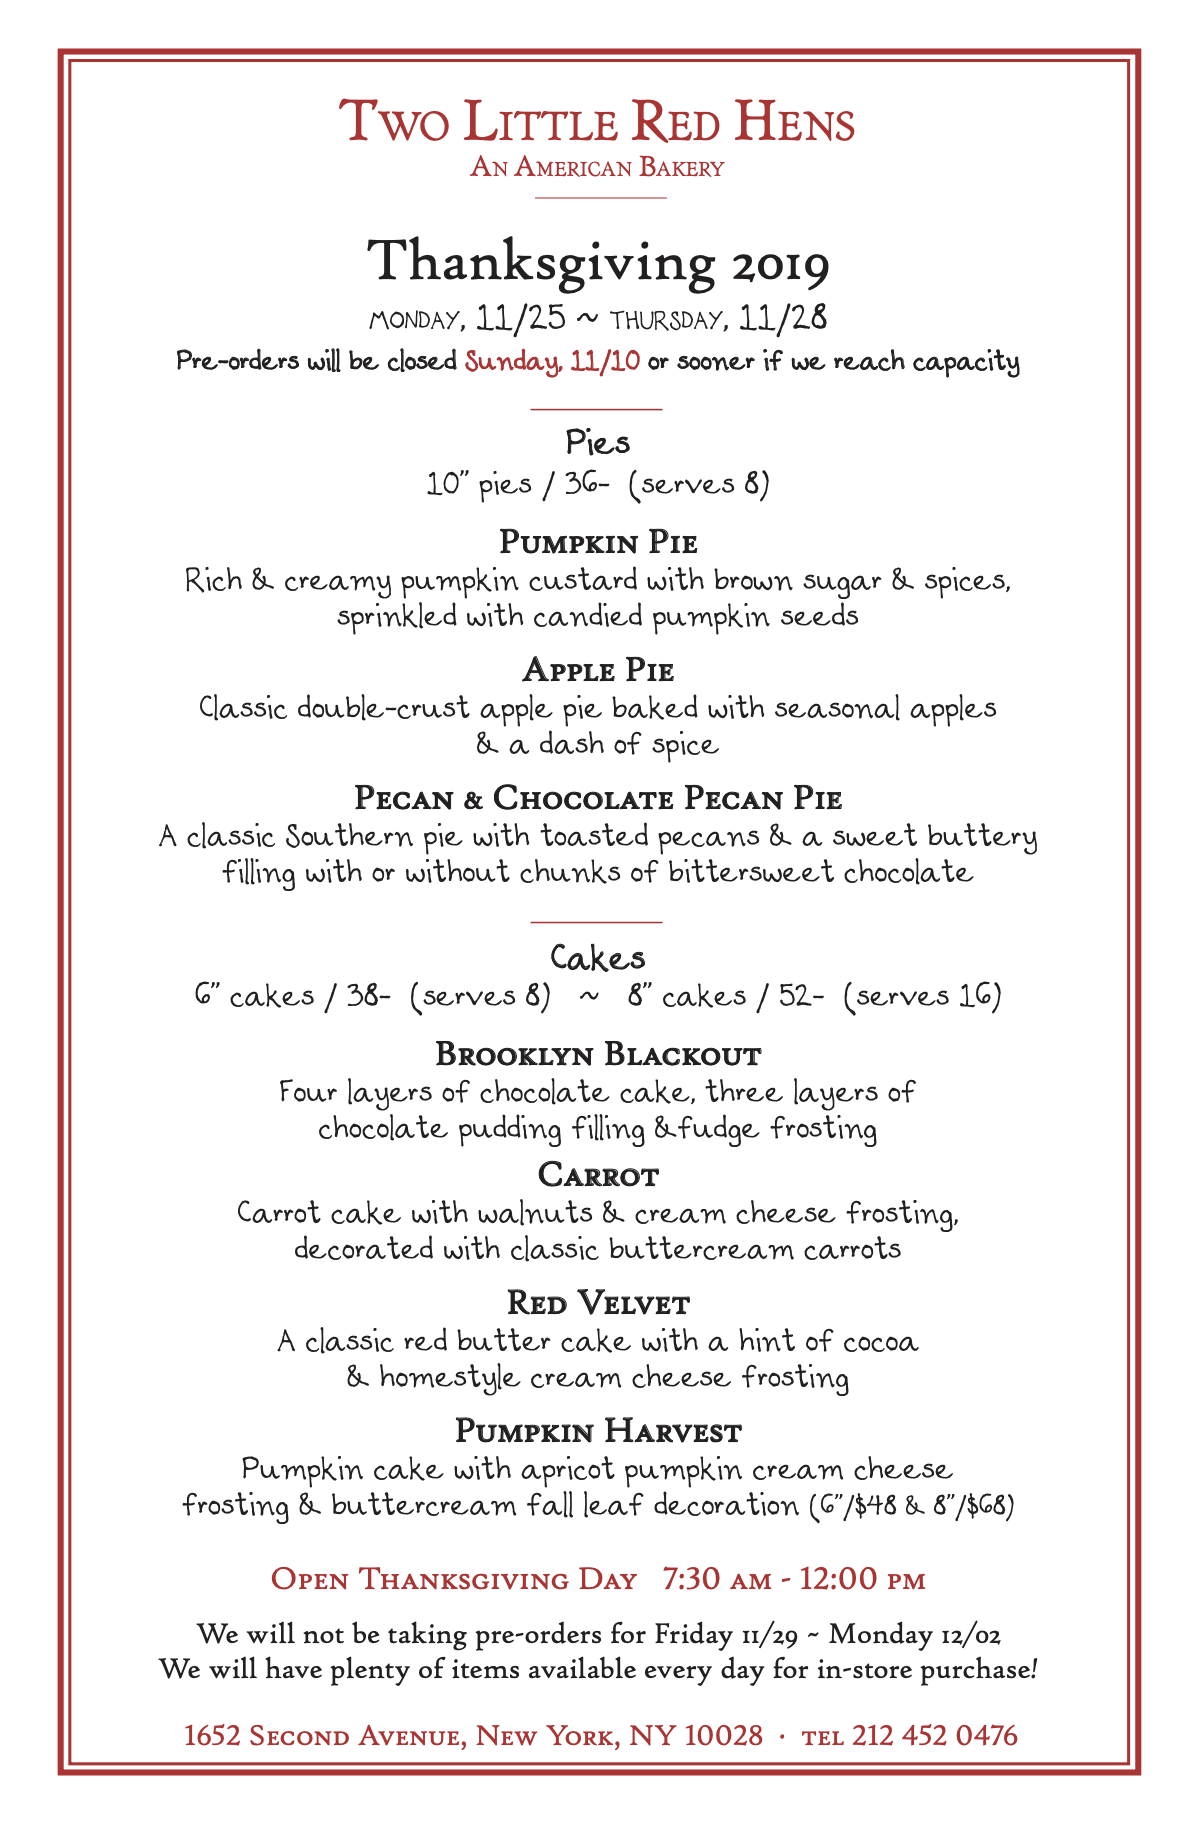 Two Little Red Hens
An American Bakery
Thanksgiving 2019
Monday, 11/25 ~ Thursday, 11/28
Pre-orders will be closed Sunday, 11/10 or sooner if we reach capacity
Pies
10” pies / 36- (serves 8)
Pumpkin Pie
Rich & creamy pumpkin custard with brown sugar & spices,
sprinkled with candied pumpkin seeds
Apple Pie
Classic double-crust apple pie baked with seasonal apples
& a dash of spice
Pecan & Chocolate Pecan Pie
A classic Southern pie with toasted pecans & a sweet buttery
filling with or without chunks of bittersweet chocolate
Cakes
6” cakes / 38- (serves 8) ~ 8” cakes / 52- (serves 16)
Brooklyn Blackout
Four layers of chocolate cake, three layers of
chocolate pudding filling &fudge frosting
Carrot
Carrot cake with walnuts & cream cheese frosting,
decorated with classic buttercream carrots
Red Velvet
A classic red butter cake with a hint of cocoa
& homestyle cream cheese frosting
Pumpkin Harvest
Pumpkin cake with apricot pumpkin cream cheese
frosting & buttercream fall leaf decoration (6”/$48 & 8”/$68)
Open Thanksgiving Day 7:30 am - 12:00 pm
We will not be taking pre-orders for Friday 11/29 ~ Monday 12/02
We will have plenty of items available every day for in-store purchase!
1652 Second Avenue, New York, NY 10028 · tel 212 452 0476